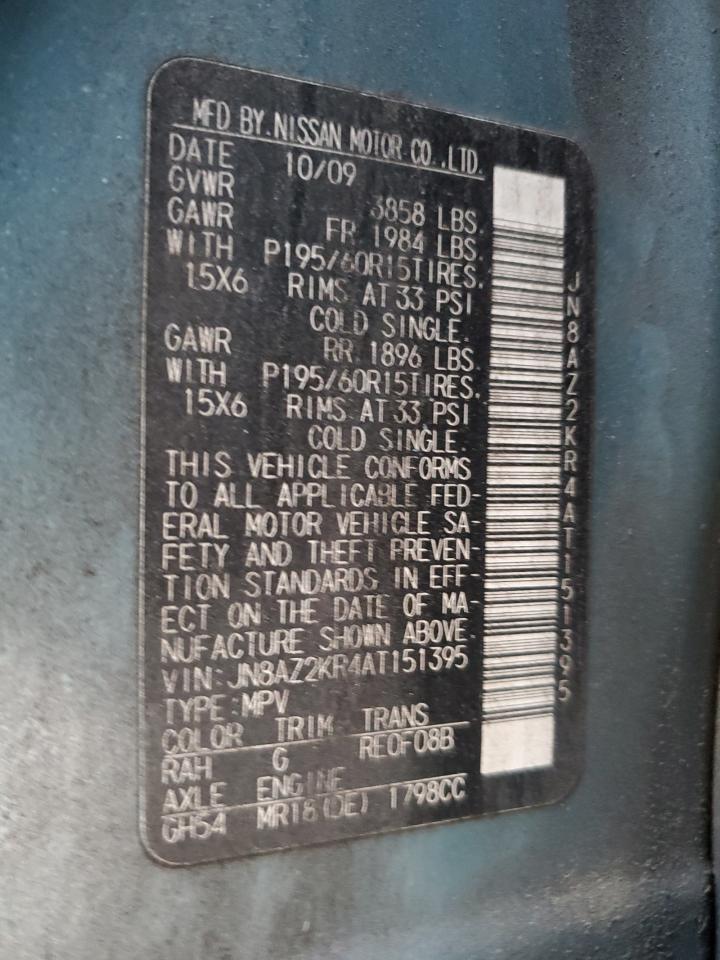 MFD BY.NISSAN MOTOR CO.,LTD.
DATE 10/09
GVWR 3858 LBS.
GAWR FR 1984 LBS.
WITH P195/60R15TIRES.
15X6 RIMS AT 33 PSI
COLD SINGLE.
GAWR RR 1896 LBS.
WITH P195/60R15TIRES.
15X6 RIMS AT 33 PSI
COLD SINGLE.
THIS VEHICLE CONFORMS
TO ALL APPLICABLE FED-
ERAL MOTOR VEHICLE SA-
FETY AND THEFT PREVEN-
TION STANDARDS IN EFF-
ECT ON THE DATE OF MA-
NUFACTURE SHOWN ABOVE.
VIN:JN8AZ2KR4AT151395
TYPE:MPV
COLOR TRIM TRANS
RAH G RE0F08B
AXLE ENGINE
GH54 MR18(DE) 1798CC
JN8AZ2KR4AT151395